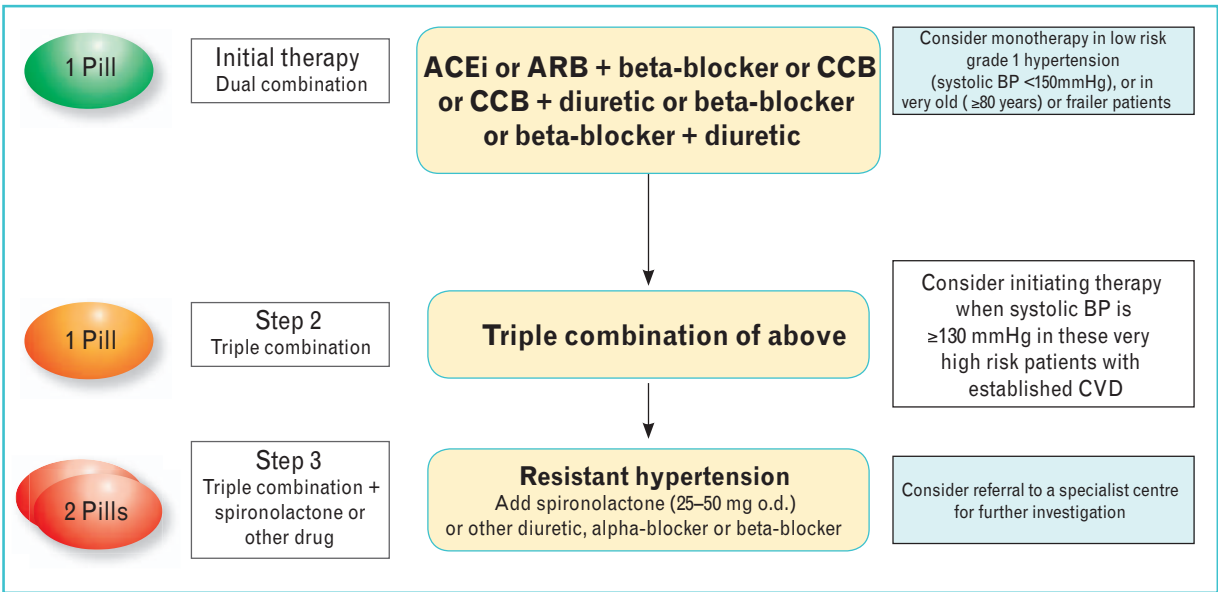 1 Pill
Initial therapy
Dual combination
ACEi or ARB + beta-blocker or CCB
or CCB + diuretic or beta-blocker
or beta-blocker + diuretic
Consider monotherapy in low risk
grade 1 hypertension
(systolic BP <150mmHg), or in
very old ( ≥80 years) or frailer patients
1 Pill
Step 2
Triple combination
Triple combination of above
Consider initiating therapy
when systolic BP is
≥130 mmHg in these very
high risk patients with
established CVD
2 Pills
Step 3
Triple combination +
spironolactone or
other drug
Resistant hypertension
Add spironolactone (25–50 mg o.d.)
or other diuretic, alpha-blocker or beta-blocker
Consider referral to a specialist centre
for further investigation